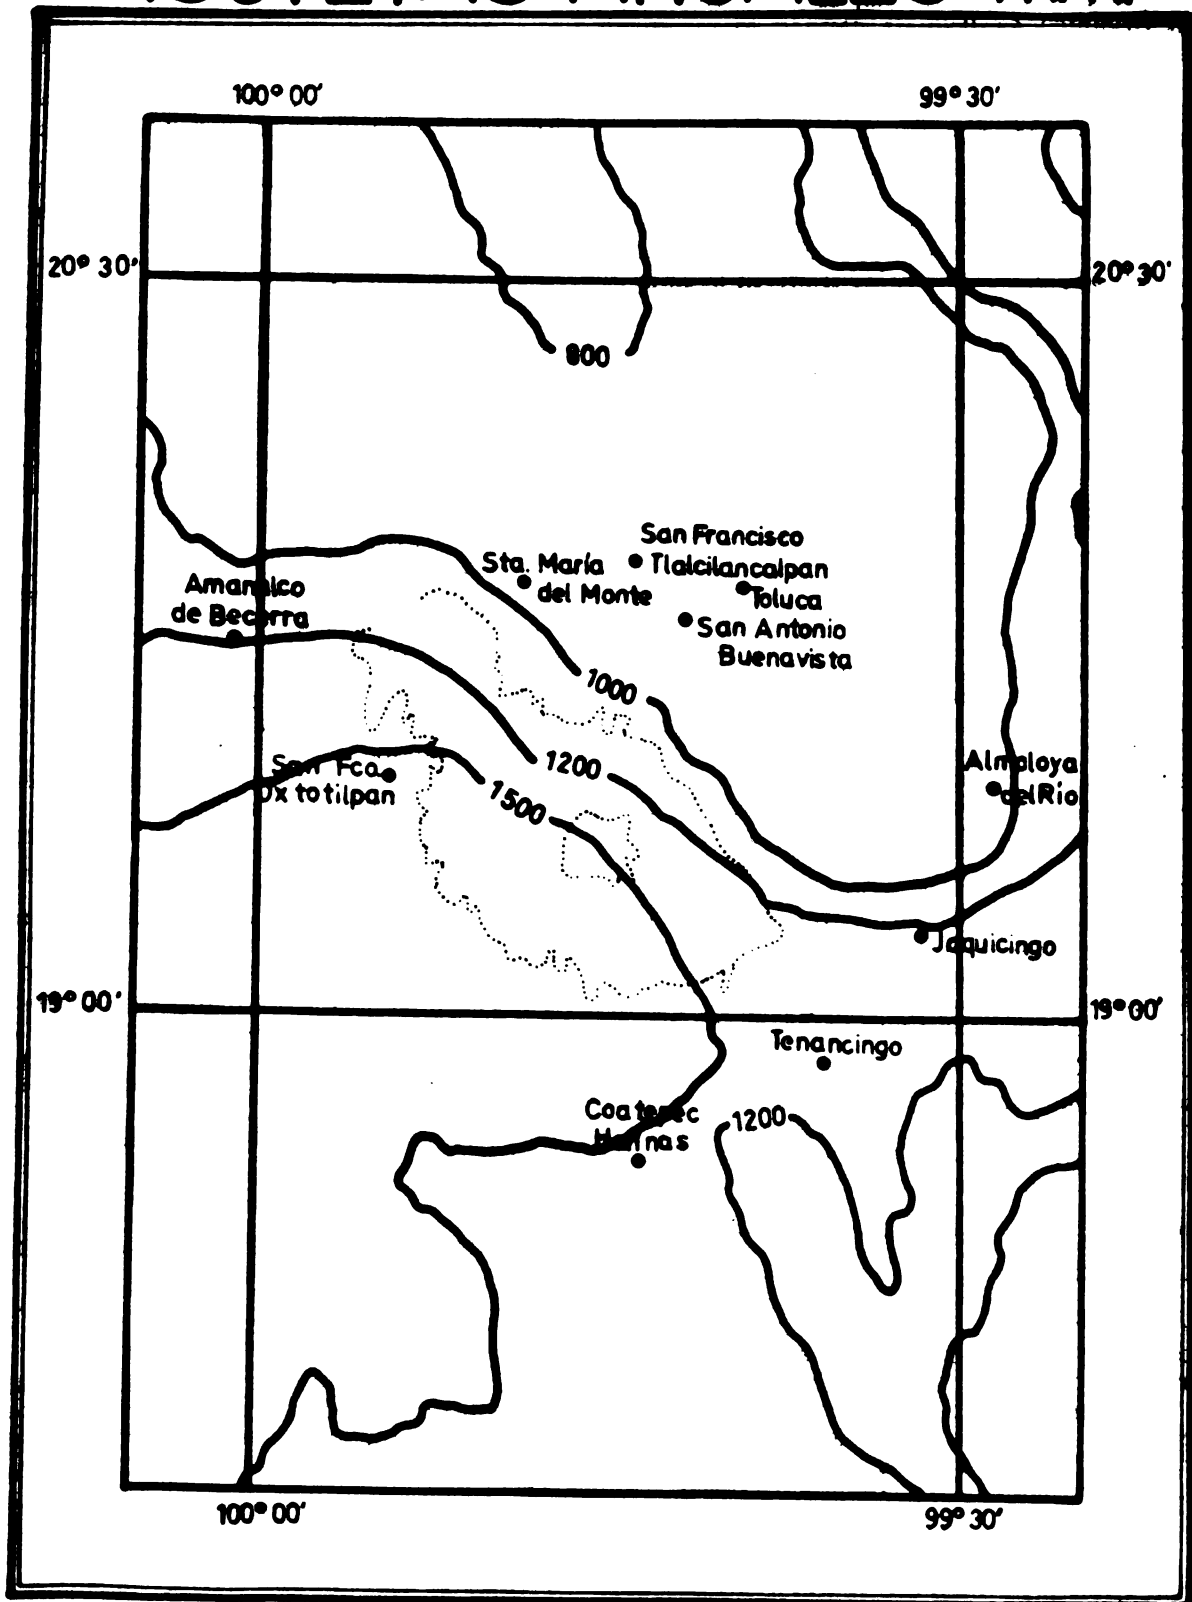 100° 00'
99° 30'
20° 30'
20° 30'
800
San Francisco
Tlalcilancalpan
Sta. María
del Monte
Toluca
Amanalco
de Becerra
San Antonio
Buenavista
1000
1200
1500
San Fca.
Oxtotilpan
Almoloya
del Río
Jaquicingo
19° 00'
19° 00'
Tenancingo
Coatepec
Harinas
1200
100° 00'
99° 30'